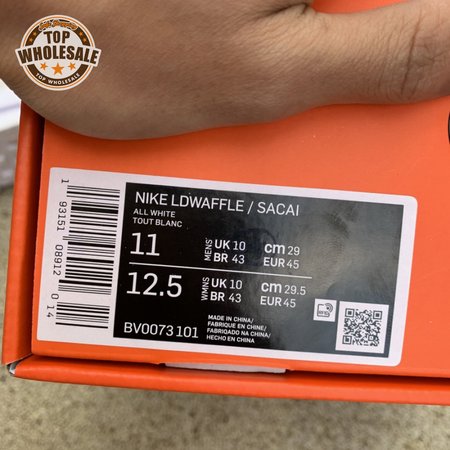 TOP
WHOLESALE
TOP WHOLESALE
NIKE LDWAFFLE / SACAI
ALL WHITE
TOUT BLANC
11 MENS UK 10 cm 29
BR 43 EUR 45
12.5 WMNS UK 10 cm 29.5
BR 43 EUR 45
BV0073 101
MADE IN CHINA/
FABRIQUÉ EN CHINE/
FABRIQADO NA CHINA/
HECHO EN CHINA
1 93151 08912 0 14